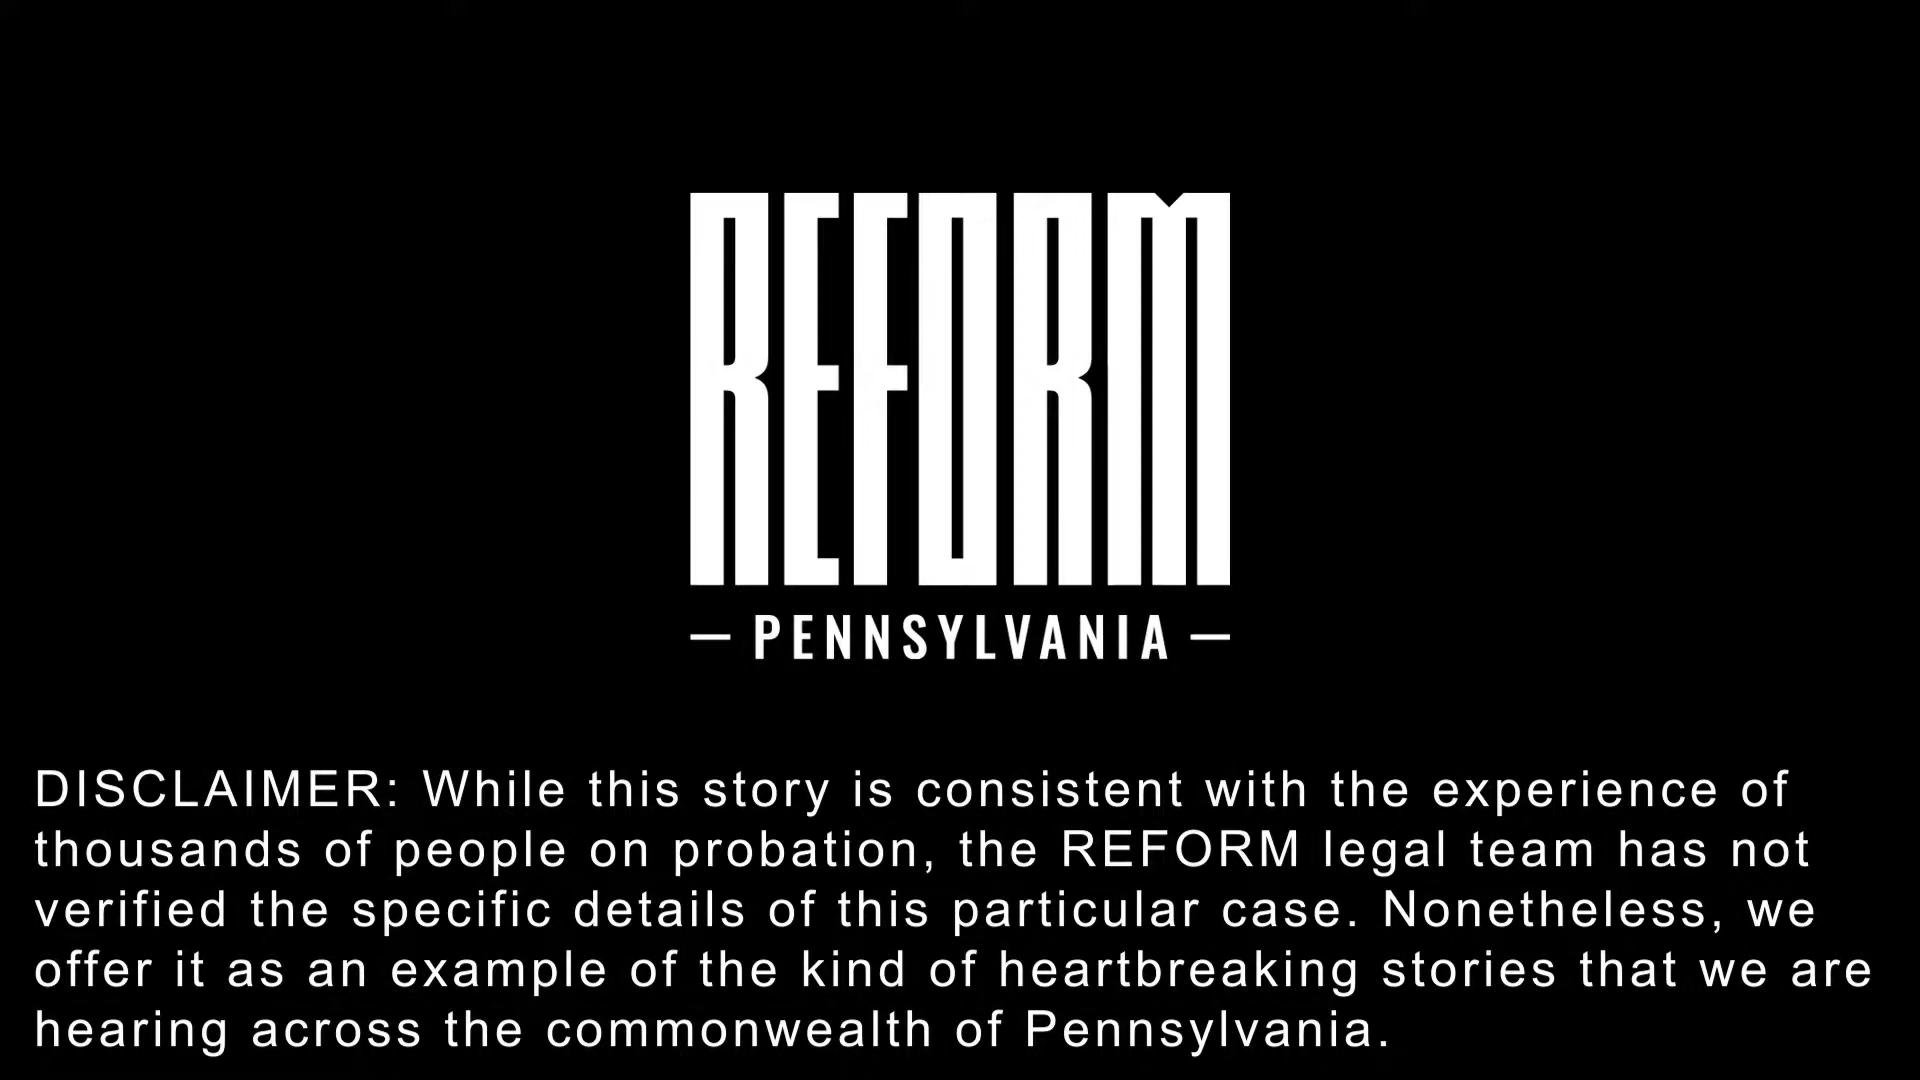 REFORM
— PENNSYLVANIA —
DISCLAIMER: While this story is consistent with the experience of
thousands of people on probation, the REFORM legal team has not
verified the specific details of this particular case. Nonetheless, we
offer it as an example of the kind of heartbreaking stories that we are
hearing across the commonwealth of Pennsylvania.